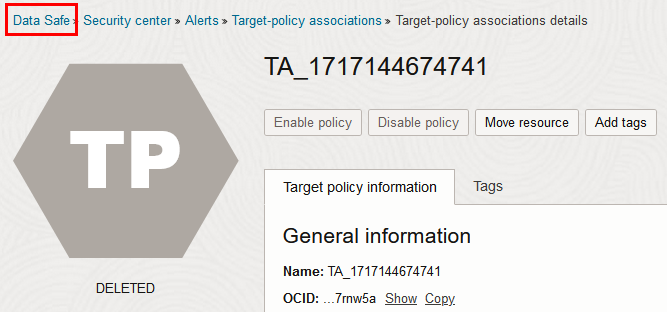 Data Safe » Security center » Alerts » Target-policy associations » Target-policy associations details
TA_1717144674741
TP
Enable policy Disable policy Move resource Add tags
Target policy information Tags
General information
Name: TA_1717144674741
DELETED
OCID: ...7rnw5a Show Copy